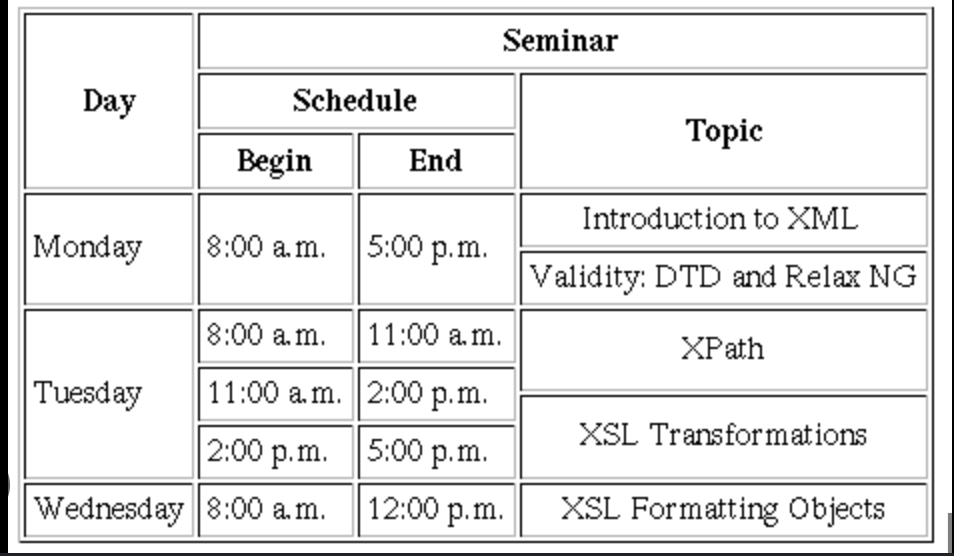 Seminar
Day
Schedule
Topic
Begin
End
Monday
8:00 a.m.
5:00 p.m.
Introduction to XML
Validity: DTD and Relax NG
Tuesday
8:00 a.m.
11:00 a.m.
XPath
11:00 a.m.
2:00 p.m.
XSL Transformations
2:00 p.m.
5:00 p.m.
Wednesday
8:00 a.m.
12:00 p.m.
XSL Formatting Objects